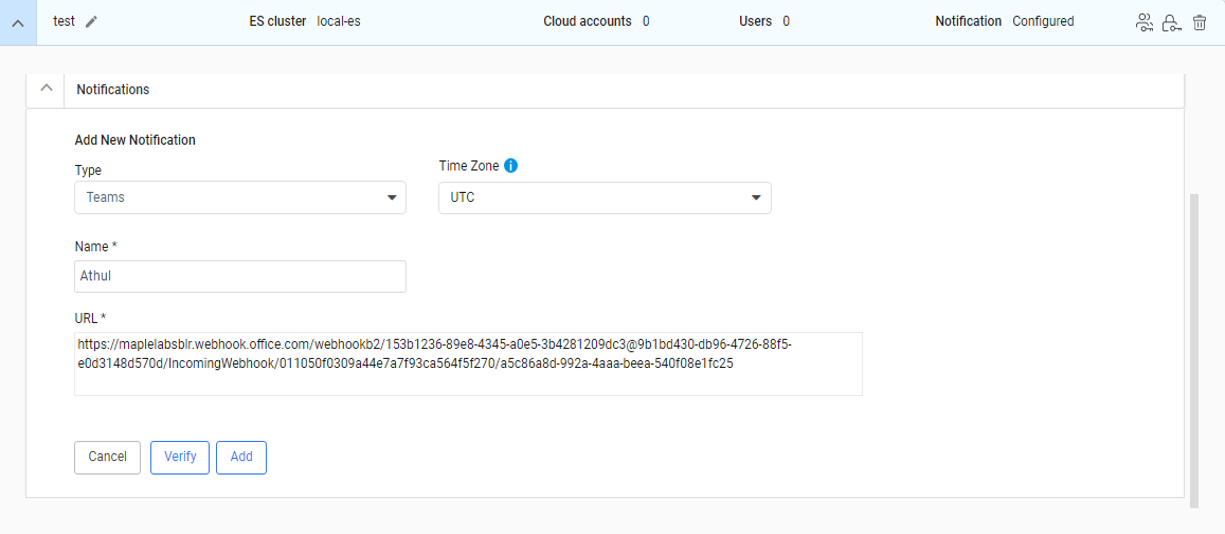 test ES cluster local-es Cloud accounts 0 Users 0 Notification Configured
Notifications
Add New Notification
Type
Time Zone
Teams
UTC
Name *
Athul
URL *
https://maplelabsblr.webhook.office.com/webhookb2/153b1236-89e8-4345-a0e5-3b4281209dc3@9b1bd430-db96-4726-88f5-
e0d3148d570d/IncomingWebhook/011050f0309a44e7a7f93ca564f5f270/a5c86a8d-992a-4aaa-beea-540f08e1fc25
Cancel Verify Add